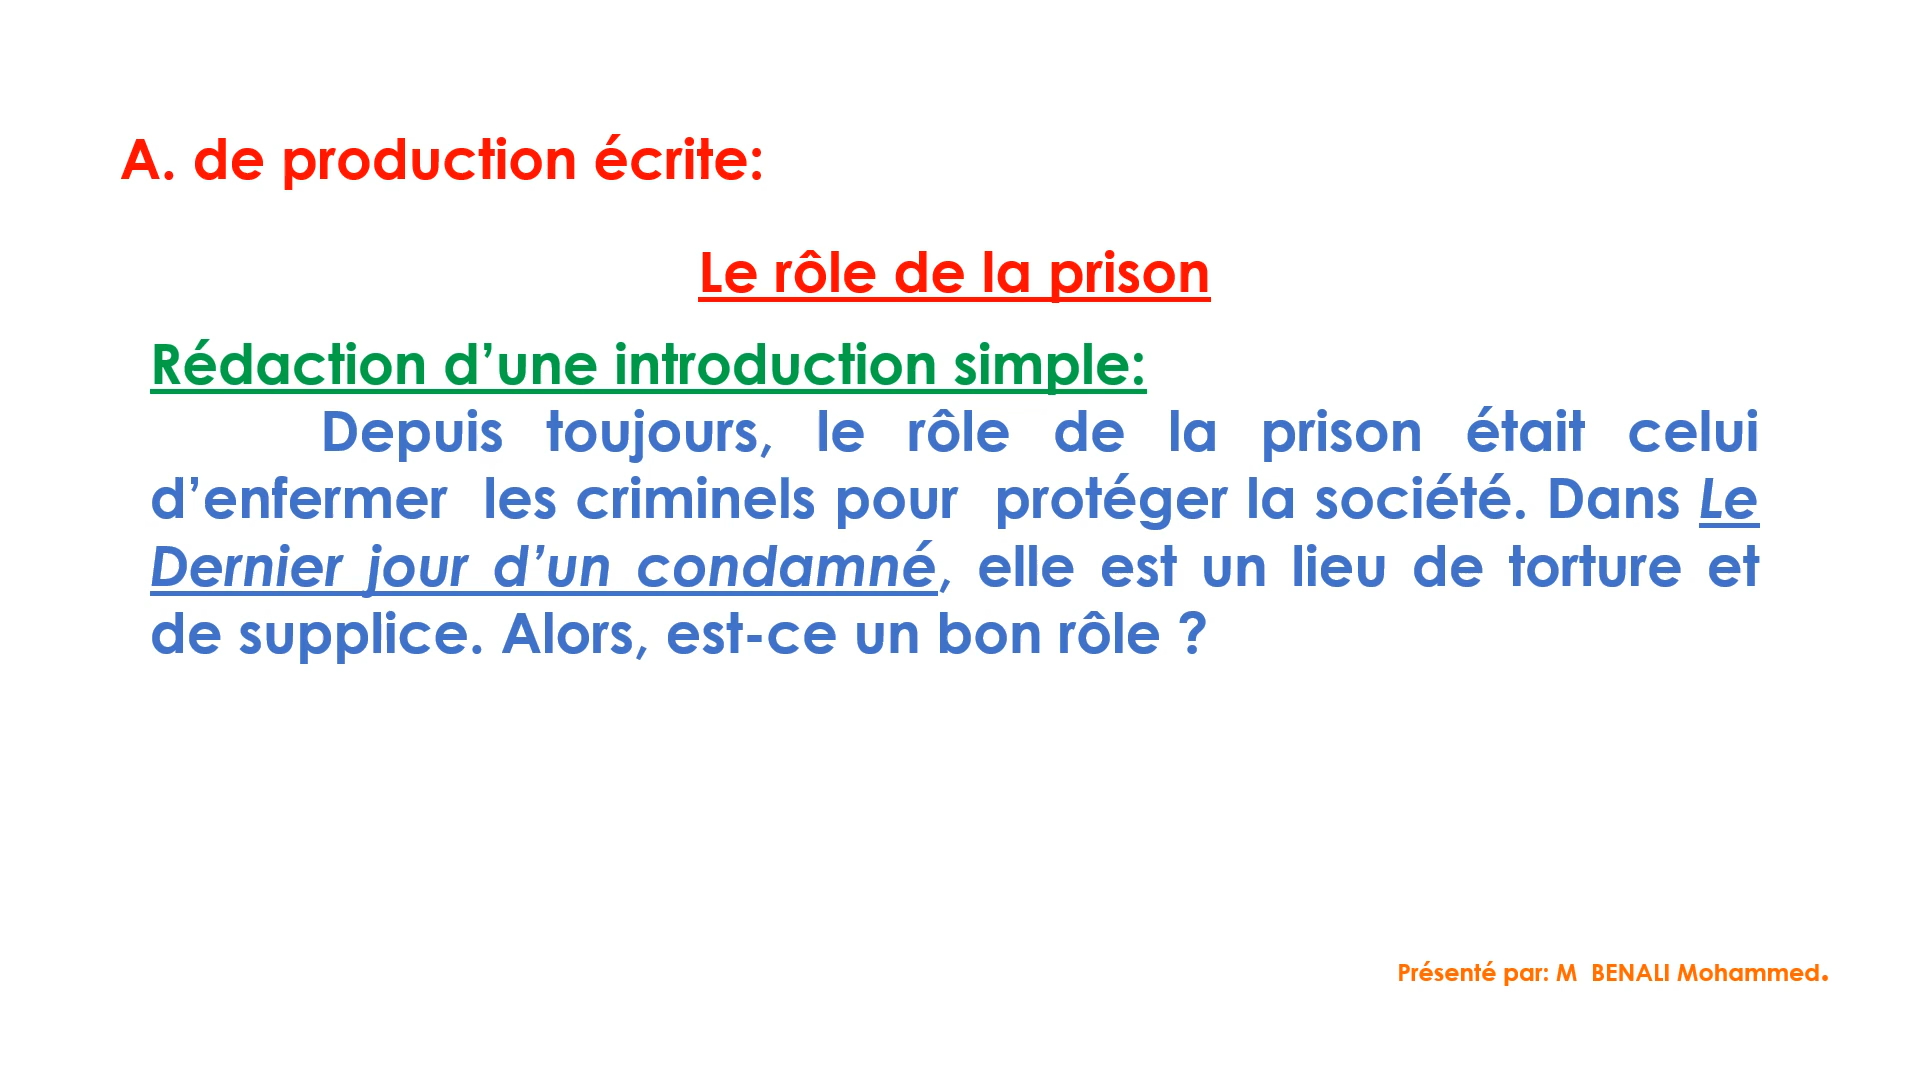 A. de production écrite:
Le rôle de la prison
Rédaction d’une introduction simple:
Depuis toujours, le rôle de la prison était celui
d’enfermer les criminels pour protéger la société. Dans Le
Dernier jour d’un condamné, elle est un lieu de torture et
de supplice. Alors, est-ce un bon rôle ?
Présenté par: M BENALI Mohammed.